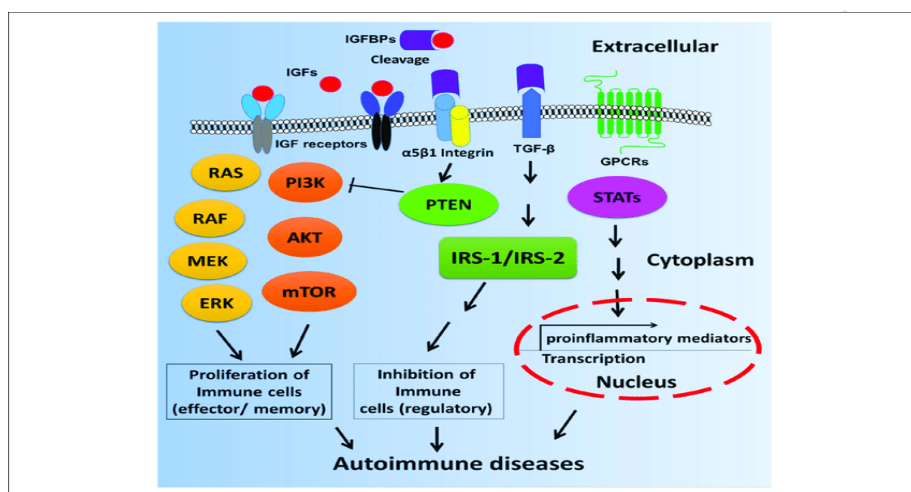 IGFBPs
Cleavage
Extracellular
IGFs
IGF receptors
α5β1 Integrin
TGF-β
GPCRs
RAS
PI3K
PTEN
STATs
RAF
AKT
IRS-1/IRS-2
Cytoplasm
MEK
mTOR
ERK
proinflammatory mediators
Transcription
Nucleus
Proliferation of
Immune cells
(effector/ memory)
Inhibition of
Immune
cells (regulatory)
Autoimmune diseases